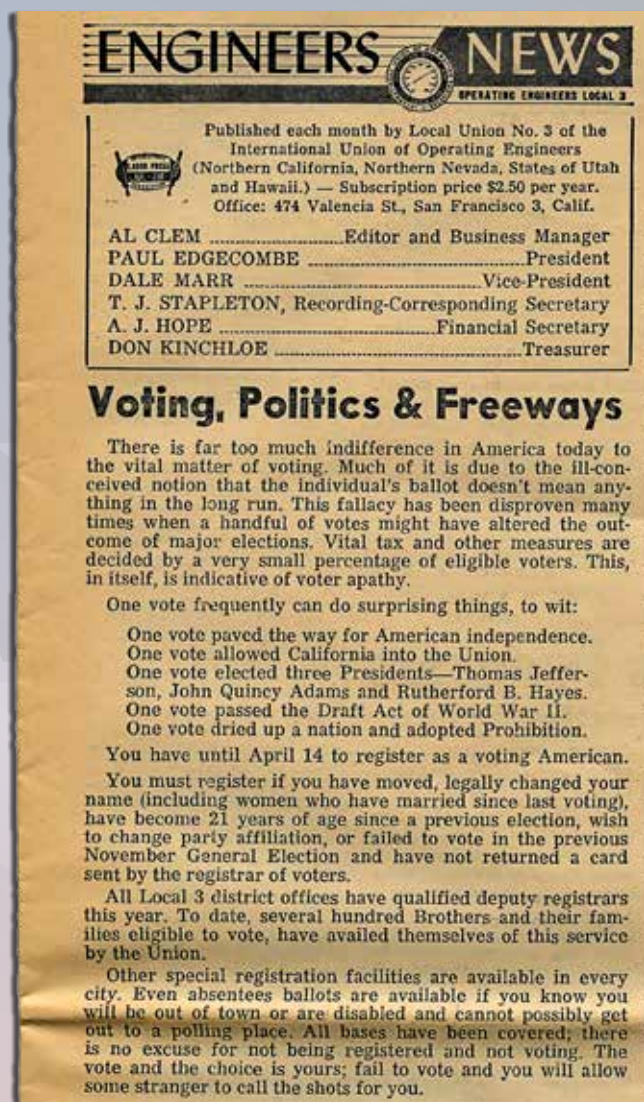 ENGINEERS NEWS
OPERATING ENGINEERS LOCAL 3
Published each month by Local Union No. 3 of the
International Union of Operating Engineers
(Northern California, Northern Nevada, States of Utah
and Hawaii.) — Subscription price $2.50 per year.
Office: 474 Valencia St., San Francisco 3, Calif.
AL CLEM ........................Editor and Business Manager
PAUL EDGECOMBE ........................................President
DALE MARR ...........................................Vice-President
T. J. STAPLETON, Recording-Corresponding Secretary
A. J. HOPE .......................................Financial Secretary
DON KINCHLOE ............................................Treasurer
Voting, Politics & Freeways
There is far too much indifference in America today to
the vital matter of voting. Much of it is due to the ill-con-
ceived notion that the individual's ballot doesn't mean any-
thing in the long run. This fallacy has been disproven many
times when a handful of votes might have altered the out-
come of major elections. Vital tax and other measures are
decided by a very small percentage of eligible voters. This,
in itself, is indicative of voter apathy.
One vote frequently can do surprising things, to wit:
One vote paved the way for American independence.
One vote allowed California into the Union.
One vote elected three Presidents—Thomas Jeffer-
son, John Quincy Adams and Rutherford B. Hayes.
One vote passed the Draft Act of World War II.
One vote dried up a nation and adopted Prohibition.
You have until April 14 to register as a voting American.
You must register if you have moved, legally changed your
name (including women who have married since last voting),
have become 21 years of age since a previous election, wish
to change party affiliation, or failed to vote in the previous
November General Election and have not returned a card
sent by the registrar of voters.
All Local 3 district offices have qualified deputy registrars
this year. To date, several hundred Brothers and their fam-
ilies eligible to vote, have availed themselves of this service
by the Union.
Other special registration facilities are available in every
city. Even absentees ballots are available if you know you
will be out of town or are disabled and cannot possibly get
out to a polling place. All bases have been covered; there
is no excuse for not being registered and not voting. The
vote and the choice is yours; fail to vote and you will allow
some stranger to call the shots for you.